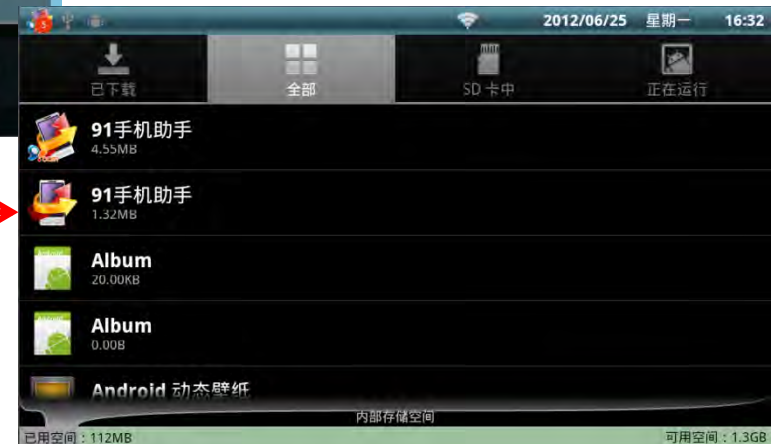 2012/06/25 星期一 16:32
已下载 全部 SD 卡中 正在运行
91手机助手
4.55MB
91手机助手
1.32MB
Album
20.00KB
Album
0.00B
Android 动态壁纸
内部存储空间
已用空间：112MB 可用空间：1.3GB